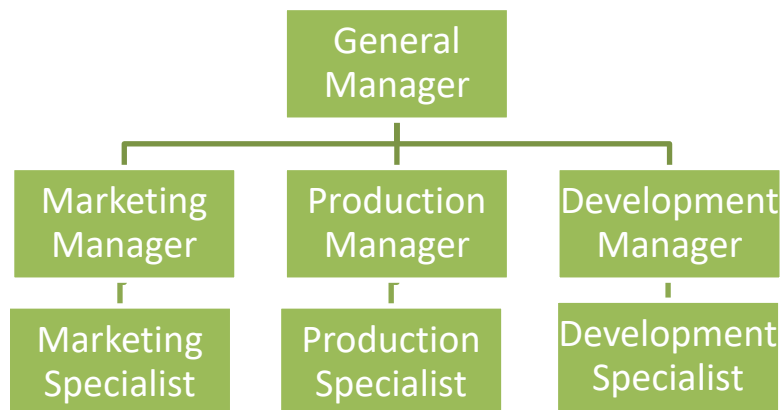 General
Manager
Marketing
Manager
Production
Manager
Development
Manager
Marketing
Specialist
Production
Specialist
Development
Specialist